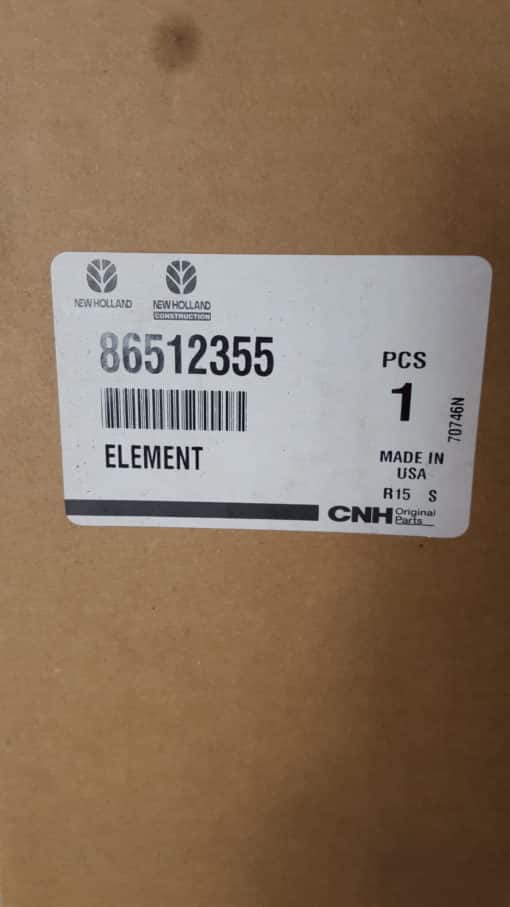 NEW HOLLAND
NEW HOLLAND
CONSTRUCTION
86512355
PCS
1
70746N
ELEMENT
MADE IN
USA
R15 S
CNH Original
Parts